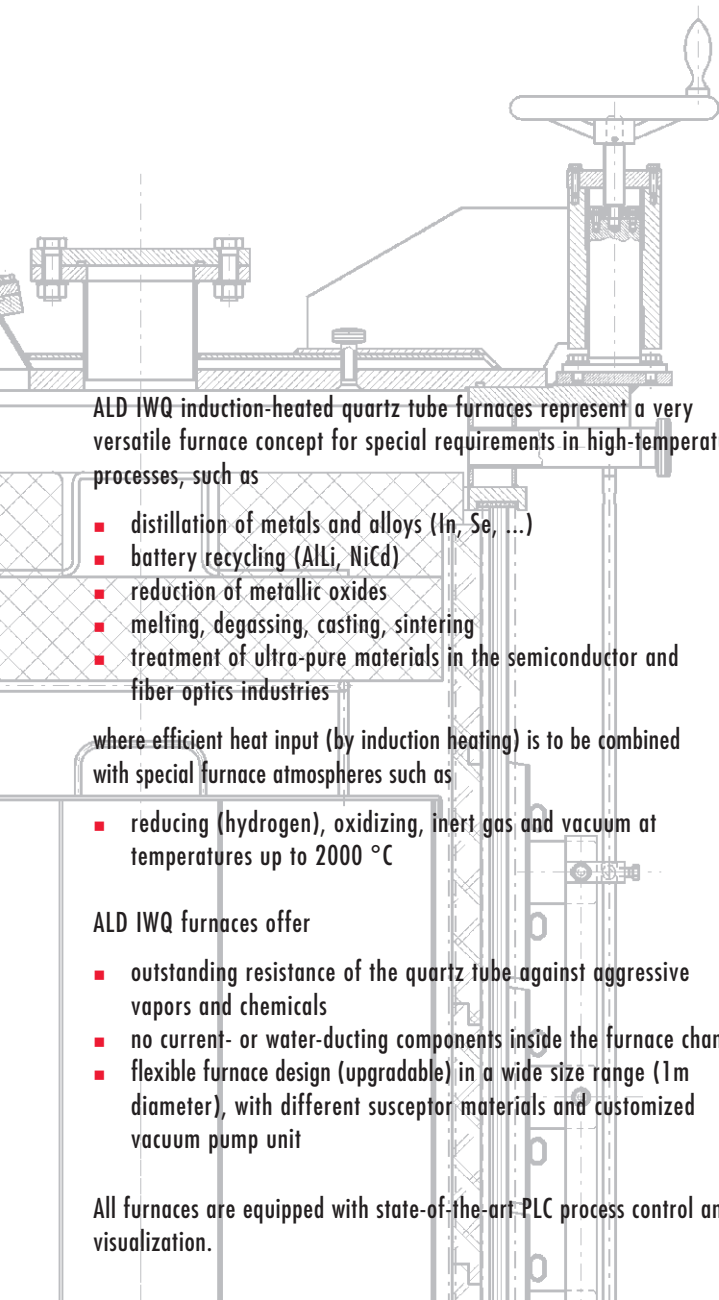 ALD IWQ induction-heated quartz tube furnaces represent a very
versatile furnace concept for special requirements in high-temperat
processes, such as
■ distillation of metals and alloys (In, Se, ...)
■ battery recycling (AlLi, NiCd)
■ reduction of metallic oxides
■ melting, degassing, casting, sintering
■ treatment of ultra-pure materials in the semiconductor and
fiber optics industries
where efficient heat input (by induction heating) is to be combined
with special furnace atmospheres such as
■ reducing (hydrogen), oxidizing, inert gas and vacuum at
temperatures up to 2000 °C
ALD IWQ furnaces offer
■ outstanding resistance of the quartz tube against aggressive
vapors and chemicals
■ no current- or water-ducting components inside the furnace cha
■ flexible furnace design (upgradable) in a wide size range (1m
diameter), with different susceptor materials and customized
vacuum pump unit
All furnaces are equipped with state-of-the-art PLC process control an
visualization.